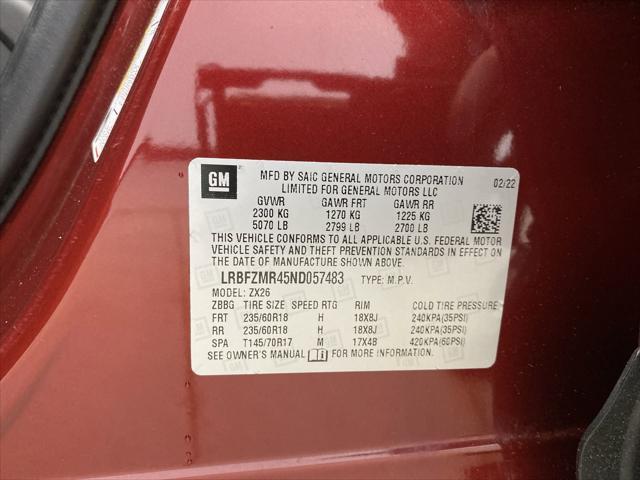 GM
MFD BY SAIC GENERAL MOTORS CORPORATION 02/22
LIMITED FOR GENERAL MOTORS LLC
GVWR GAWR FRT GAWR RR
2300 KG 1270 KG 1225 KG
5070 LB 2799 LB 2700 LB
THIS VEHICLE CONFORMS TO ALL APPLICABLE U.S. FEDERAL MOTOR
VEHICLE SAFETY AND THEFT PREVENTION STANDARDS IN EFFECT ON
THE DATE OF MANUFACTURE SHOWN ABOVE.
LRBFZMR45ND057483 TYPE: M.P.V.
MODEL: ZX26
ZBBG TIRE SIZE SPEED RTG RIM COLD TIRE PRESSURE
FRT 235/60R18 H 18X8J 240KPA(35PSI)
RR 235/60R18 H 18X8J 240KPA(35PSI)
SPA T145/70R17 M 17X4B 420KPA(60PSI)
SEE OWNER'S MANUAL FOR MORE INFORMATION.